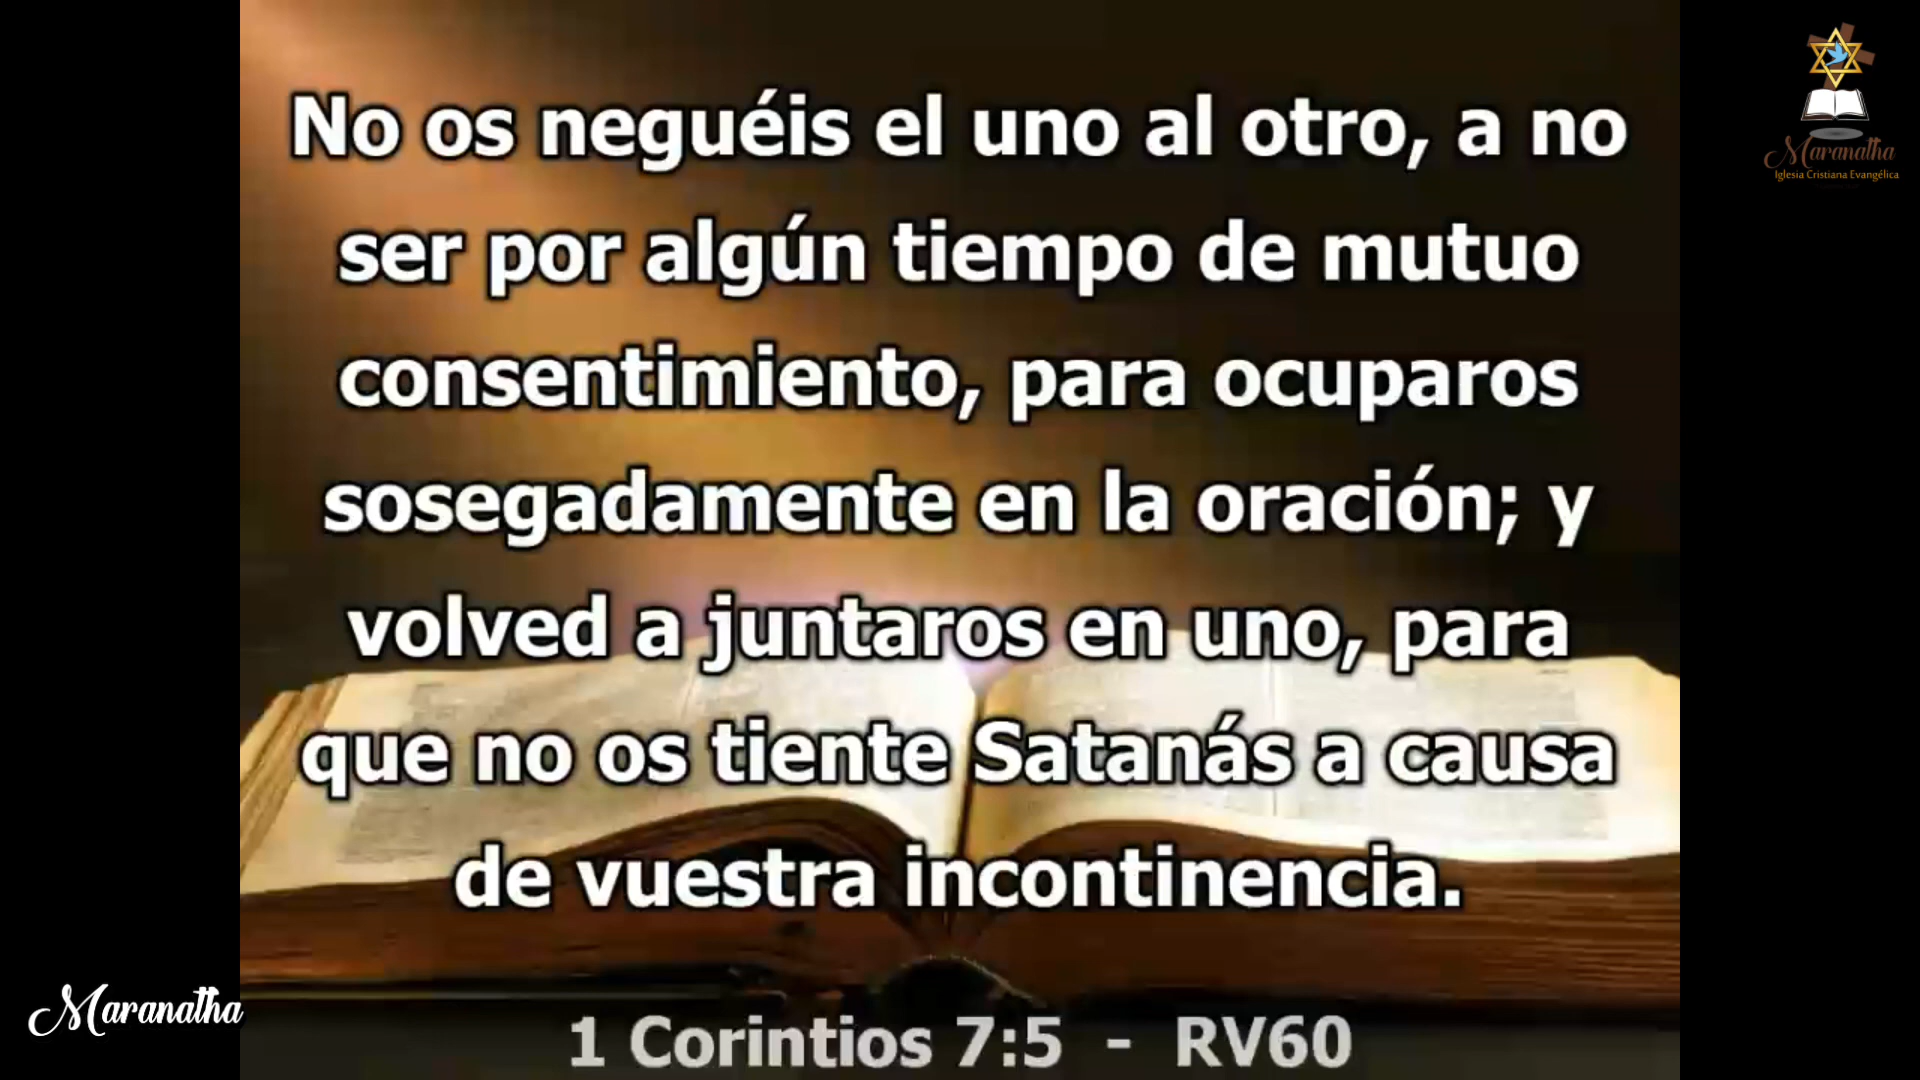 No os neguéis el uno al otro, a no
ser por algún tiempo de mutuo
consentimiento, para ocuparos
sosegadamente en la oración; y
volved a juntaros en uno, para
que no os tiente Satanás a causa
de vuestra incontinencia.
1 Corintios 7:5 - RV60
Maranatha
Iglesia Cristiana Evangélica
Maranatha